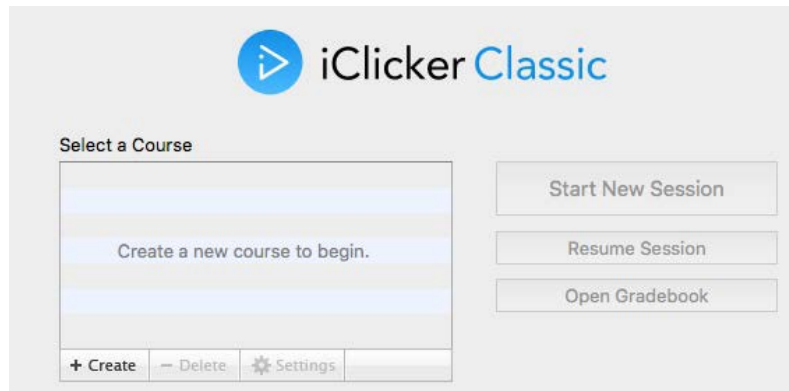 iClicker Classic
Select a Course
Create a new course to begin.
+ Create
− Delete
Settings
Start New Session
Resume Session
Open Gradebook